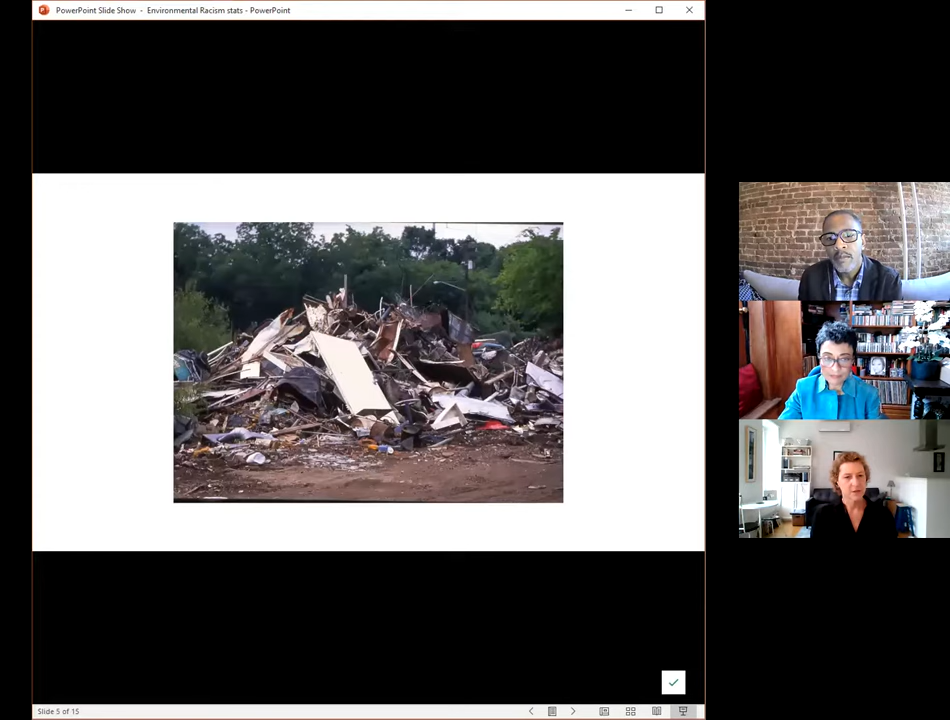 PowerPoint Slide Show - Environmental Racism stats - PowerPoint
Slide 5 of 15